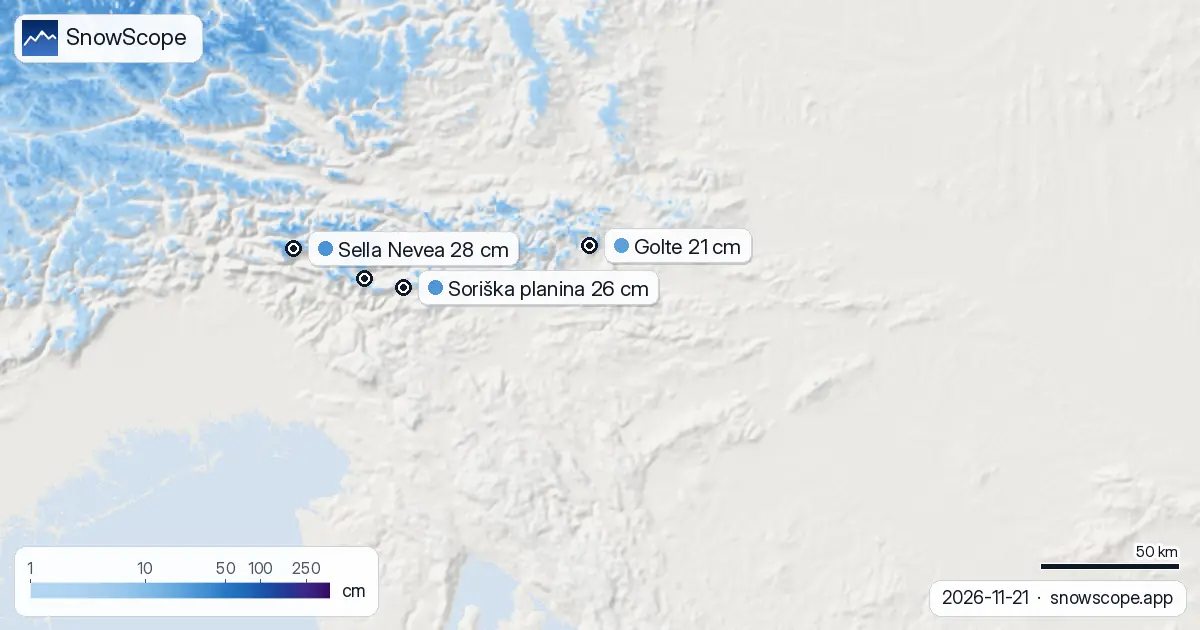 SnowScope
Sella Nevea 28 cm
Golte 21 cm
Soriška planina 26 cm
1 10 50 100 250
cm
50 km
2026-11-21 · snowscope.app